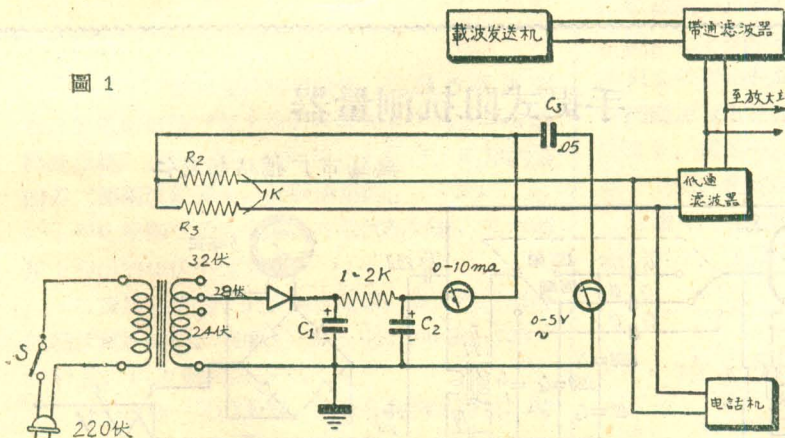 圖 1
載波发送机
帶通滤波器
至放大
C3
.05
R2
1K
R3
低通
滤波器
32伏
28伏
24伏
1~2K
0-10ma
C1
C2
0-5V
~
S
220伏
电話机